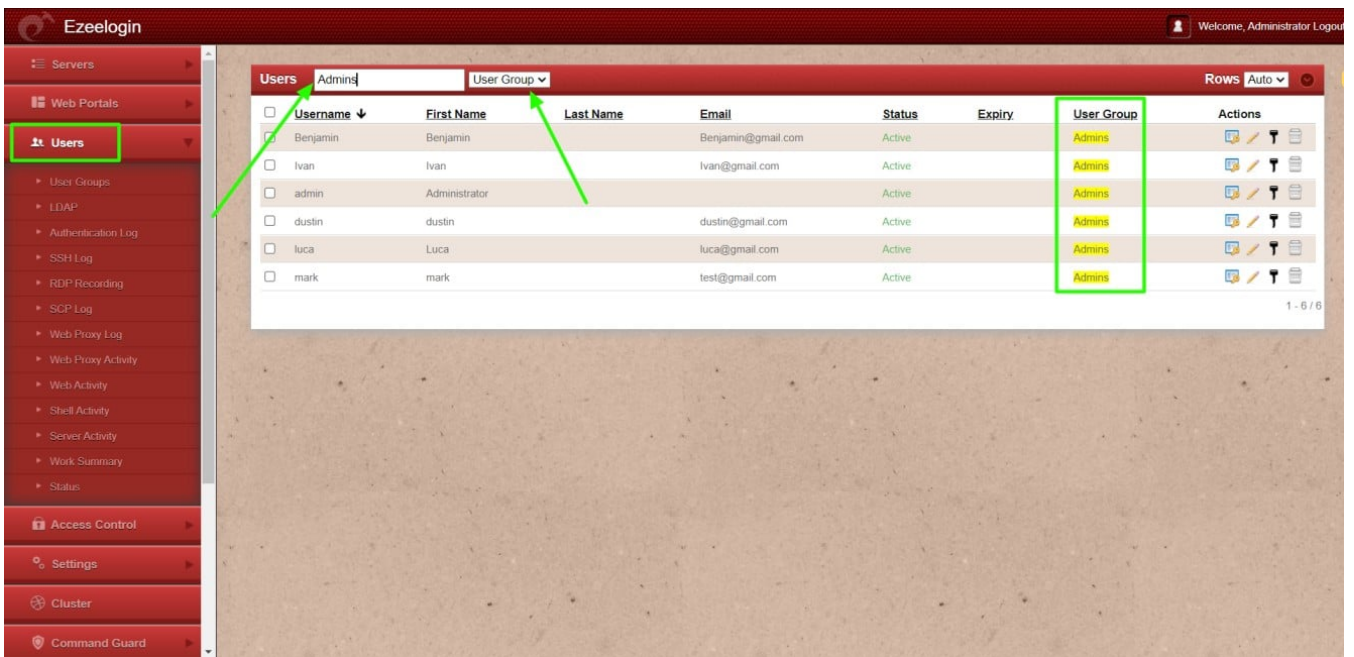 Ezeelogin
Welcome, Administrator Logout
Servers
Web Portals
Users
User Groups
LDAP
Authentication Log
SSH Log
RDP Recording
SCP Log
Web Proxy Log
Web Proxy Activity
Web Activity
Shell Activity
Server Activity
Work Summary
Status
Access Control
Settings
Cluster
Command Guard
Users Admins User Group Rows Auto
Username First Name Last Name Email Status Expiry User Group Actions
Benjamin Benjamin Benjamin@gmail.com Active Admins
Ivan Ivan Ivan@gmail.com Active Admins
admin Administrator Active Admins
dustin dustin dustin@gmail.com Active Admins
luca Luca luca@gmail.com Active Admins
mark mark test@gmail.com Active Admins
1 - 6 / 6